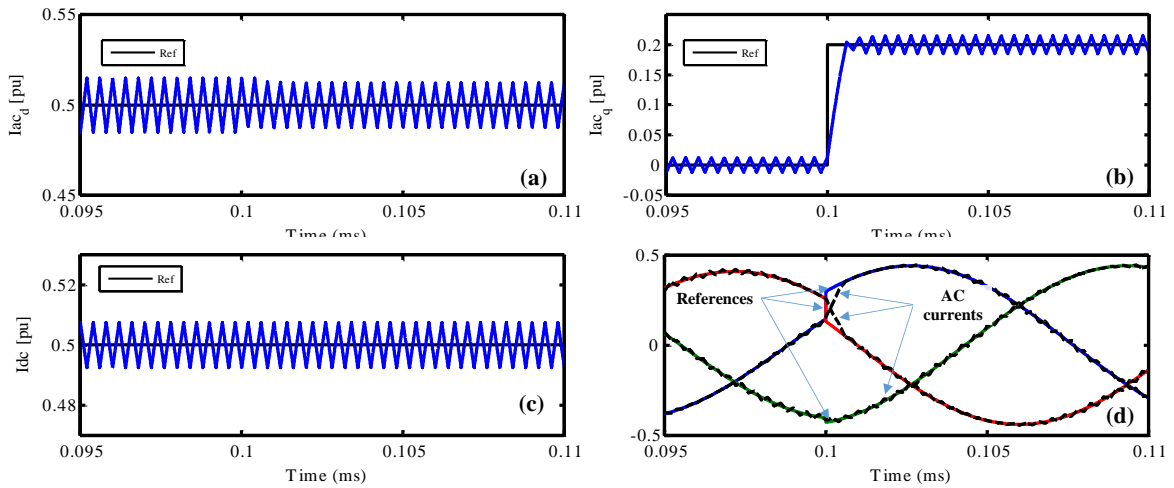 0.55
Ref
0.5
Iac_d [pu]
0.45
(a)
0.095
0.1
0.105
0.11
Time (ms)
0.2
Ref
0.15
0.1
0.05
0
-0.05
Iac_q [pu]
(b)
0.095
0.1
0.105
0.11
Time (ms)
Ref
0.52
0.5
0.48
Idc [pu]
(c)
0.095
0.1
0.105
0.11
Time (ms)
0.5
References
AC
currents
0
-0.5
(d)
0.095
0.1
0.105
0.11
Time (ms)